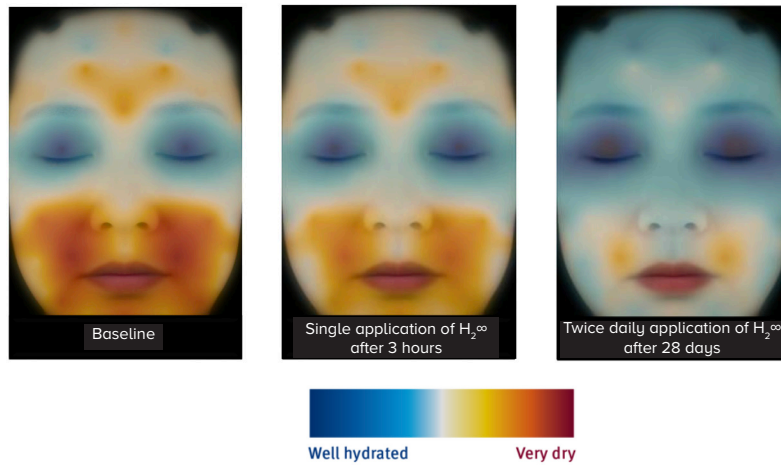 Baseline
Single application of H₂∞
after 3 hours
Twice daily application of H₂∞
after 28 days
Well hydrated
Very dry